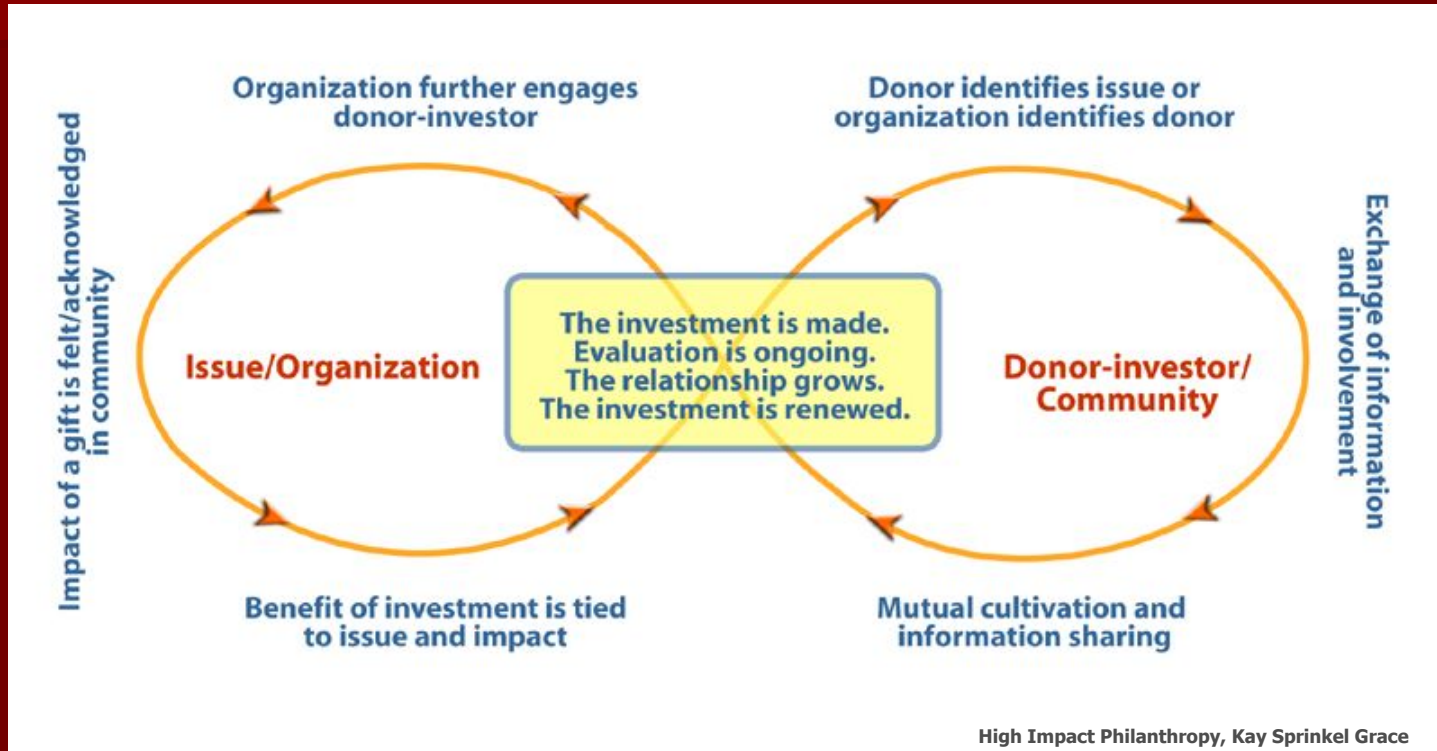 Organization further engages
donor-investor
Donor identifies issue or
organization identifies donor
Impact of a gift is felt/acknowledged
in community
Issue/Organization
The investment is made.
Evaluation is ongoing.
The relationship grows.
The investment is renewed.
Donor-investor/
Community
Exchange of information
and involvement
Benefit of investment is tied
to issue and impact
Mutual cultivation and
information sharing
High Impact Philanthropy, Kay Sprinkel Grace